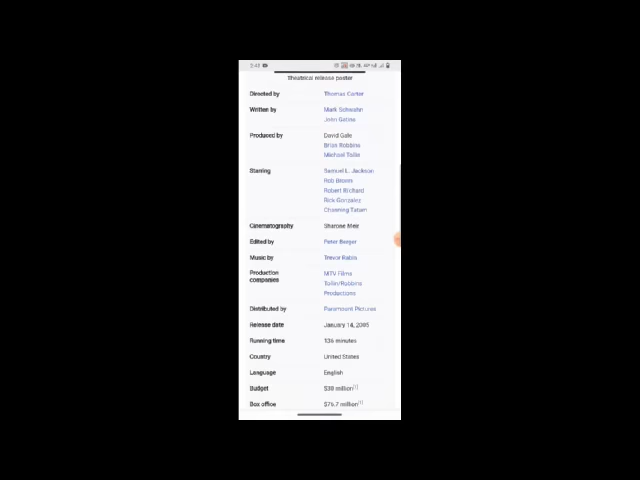 Theatrical release poster
Directed by Thomas Carter
Written by Mark Schwahn
John Gatins
Produced by David Gale
Brian Robbins
Michael Tollin
Starring Samuel L. Jackson
Rob Brown
Robert Ri'chard
Rick Gonzalez
Channing Tatum
Cinematography Sharone Meir
Edited by Peter Berger
Music by Trevor Rabin
Production MTV Films
companies Tollin/Robbins
Productions
Distributed by Paramount Pictures
Release date January 14, 2005
Running time 136 minutes
Country United States
Language English
Budget $30 million[1]
Box office $76.7 million[1]